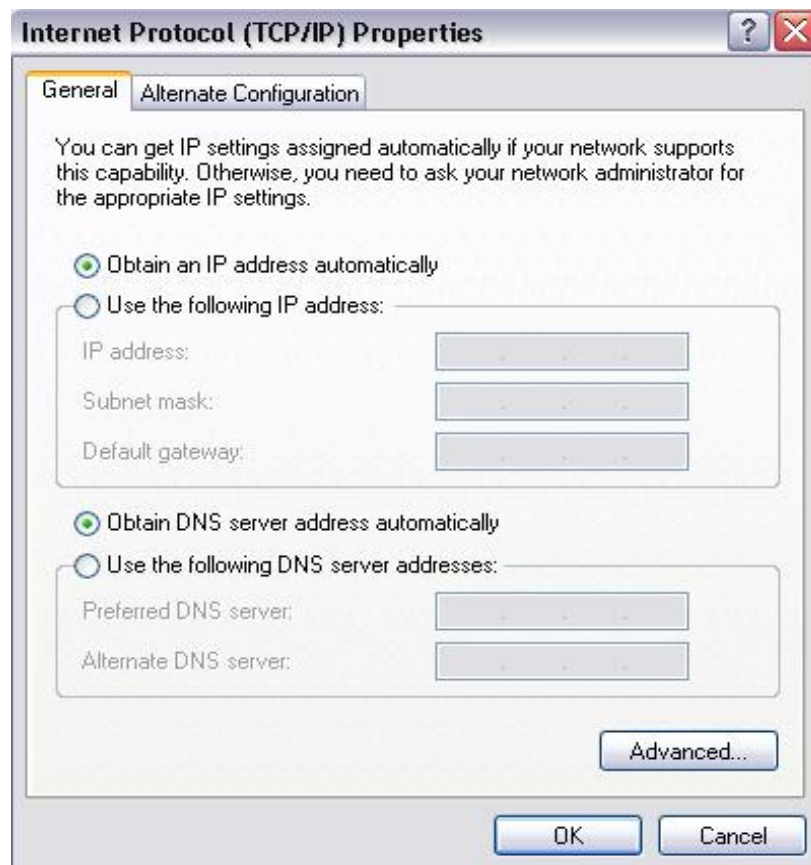 Internet Protocol (TCP/IP) Properties
General
Alternate Configuration
You can get IP settings assigned automatically if your network supports
this capability. Otherwise, you need to ask your network administrator for
the appropriate IP settings.
Obtain an IP address automatically
Use the following IP address:
IP address:
Subnet mask:
Default gateway:
Obtain DNS server address automatically
Use the following DNS server addresses:
Preferred DNS server:
Alternate DNS server:
Advanced...
OK
Cancel